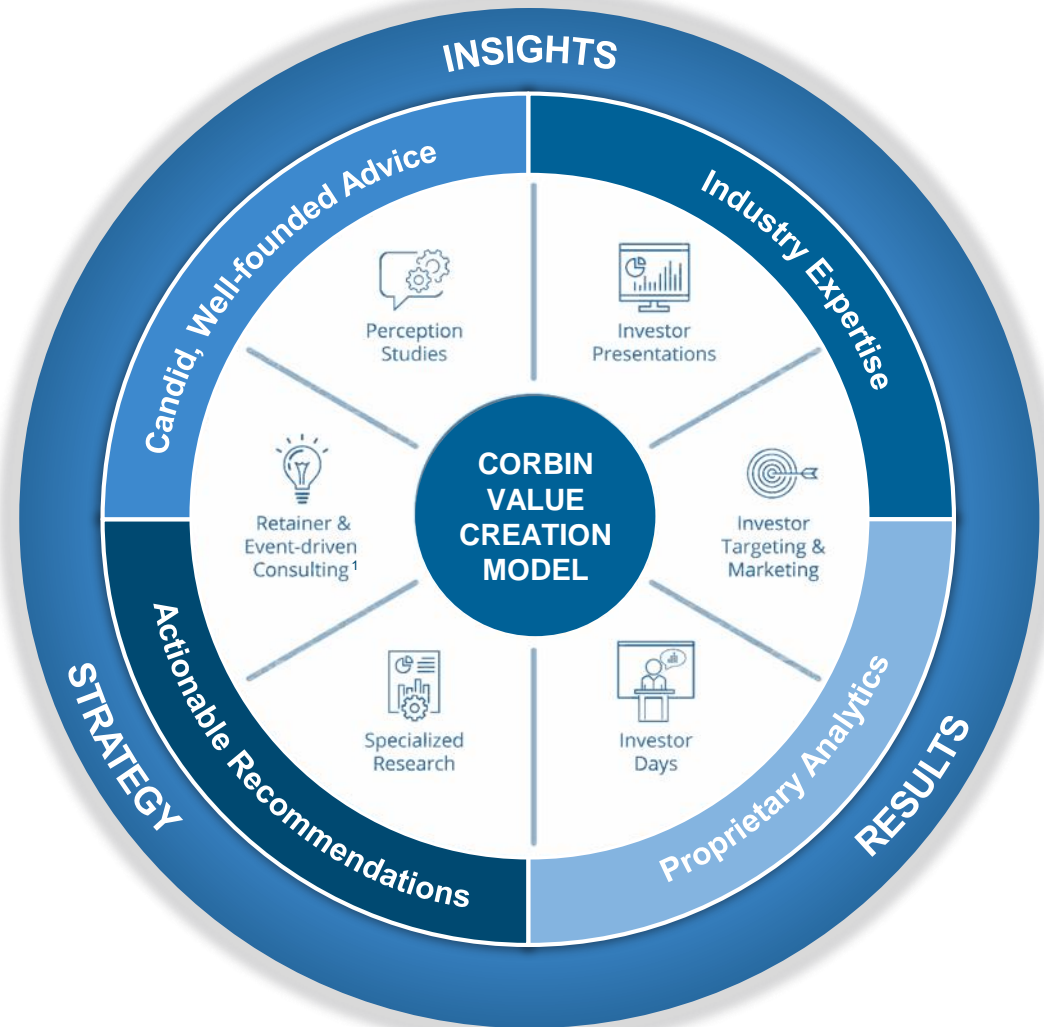 INSIGHTS
Candid, Well-founded Advice
Industry Expertise
Perception
Studies
Investor
Presentations
Retainer &
Event-driven
Consulting¹
CORBIN
VALUE
CREATION
MODEL
Investor
Targeting &
Marketing
Specialized
Research
Investor
Days
Actionable Recommendations
Proprietary Analytics
STRATEGY
RESULTS